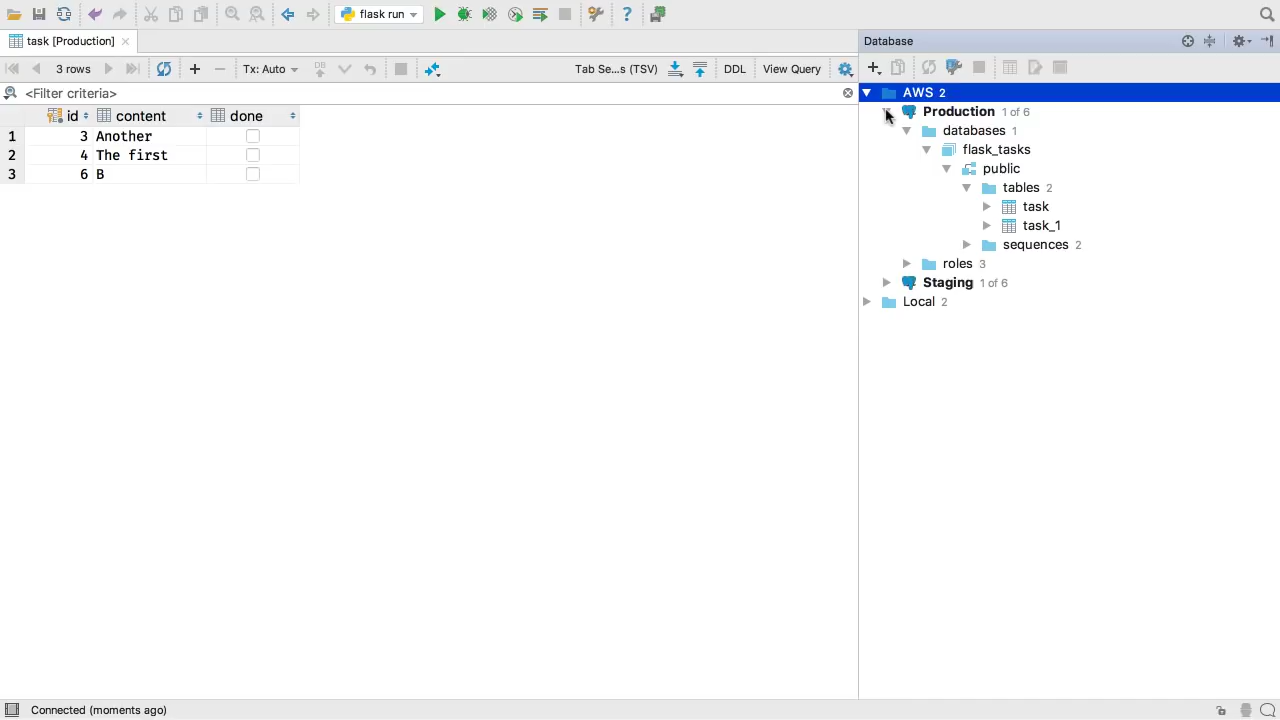 flask run
task [Production]
3 rows
Tx: Auto
DB
Tab Se...s (TSV)
DDL
View Query
<Filter criteria>
id content done
1 3 Another
2 4 The first
3 6 B
Database
AWS 2
Production 1 of 6
databases 1
flask_tasks
public
tables 2
task
task_1
sequences 2
roles 3
Staging 1 of 6
Local 2
Connected (moments ago)